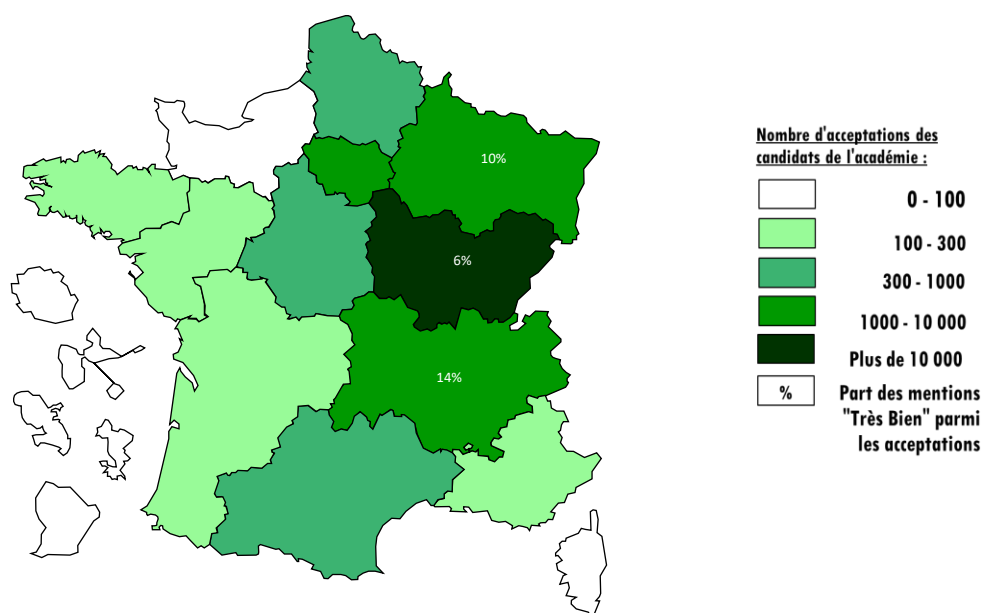 10%
6%
14%
Nombre d'acceptations des
candidats de l'académie :
0 - 100
100 - 300
300 - 1000
1000 - 10 000
Plus de 10 000
% Part des mentions
"Très Bien" parmi
les acceptations